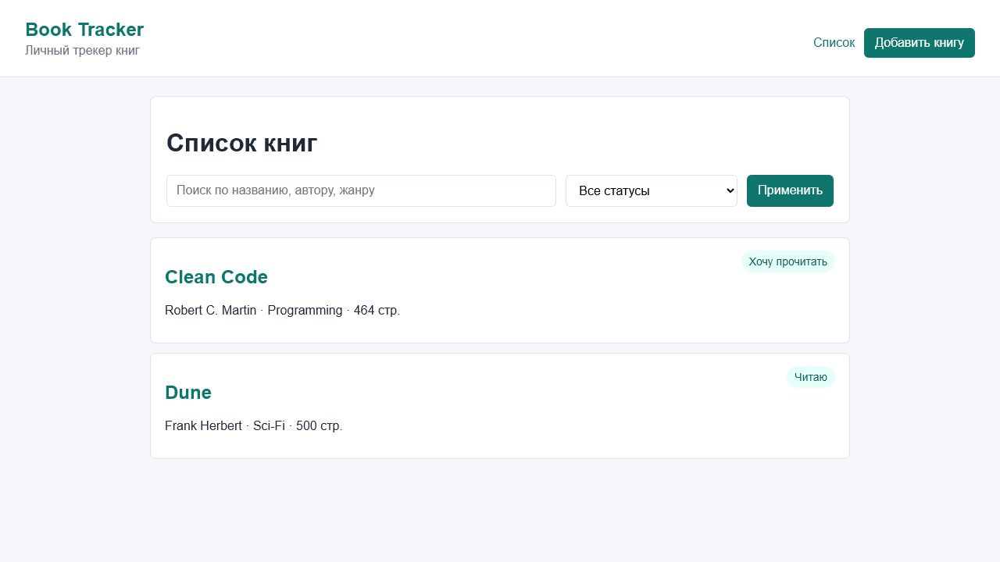 Book Tracker
Личный трекер книг
Список
Добавить книгу
Список книг
Поиск по названию, автору, жанру
Все статусы
Применить
Хочу прочитать
Clean Code
Robert C. Martin · Programming · 464 стр.
Читаю
Dune
Frank Herbert · Sci-Fi · 500 стр.